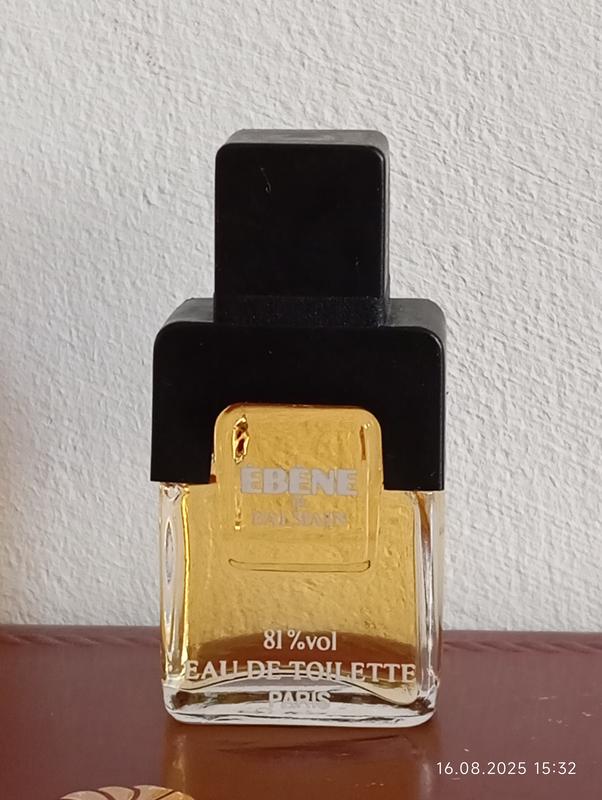 EBENE
DE
BALMAIN
81%vol
EAU DE TOILETTE
PARIS
16.08.2025 15:32